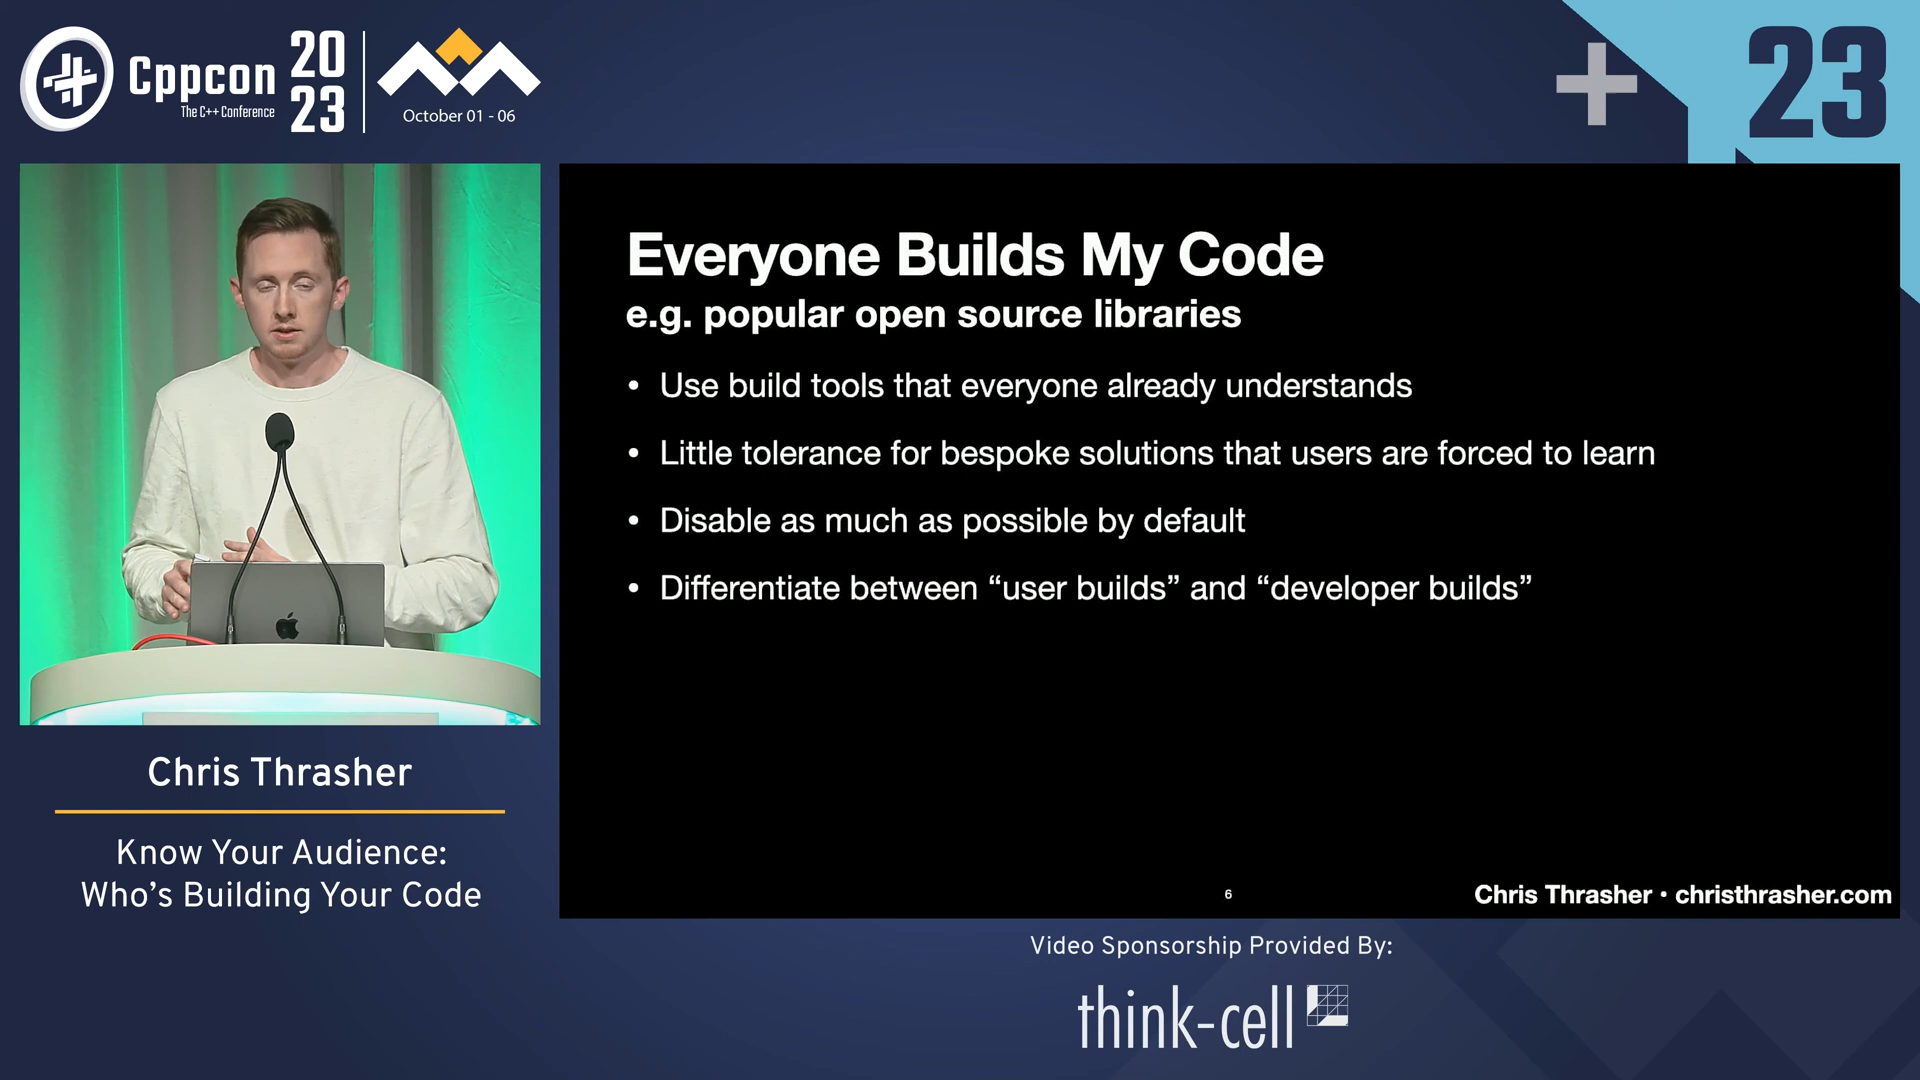 Cppcon
The C++ Conference
20
23
October 01 - 06
23
Everyone Builds My Code
e.g. popular open source libraries
• Use build tools that everyone already understands
• Little tolerance for bespoke solutions that users are forced to learn
• Disable as much as possible by default
• Differentiate between “user builds” and “developer builds”
6
Chris Thrasher • christhrasher.com
Chris Thrasher
Know Your Audience:
Who’s Building Your Code
Video Sponsorship Provided By:
think-cell